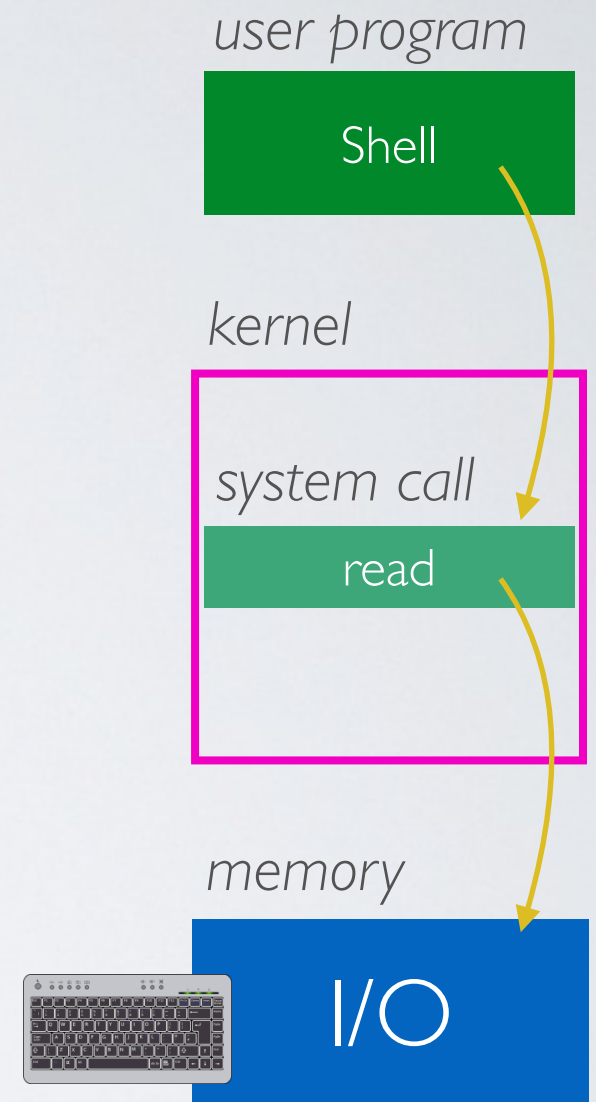 user program
Shell
kernel
system call
read
memory
I/O